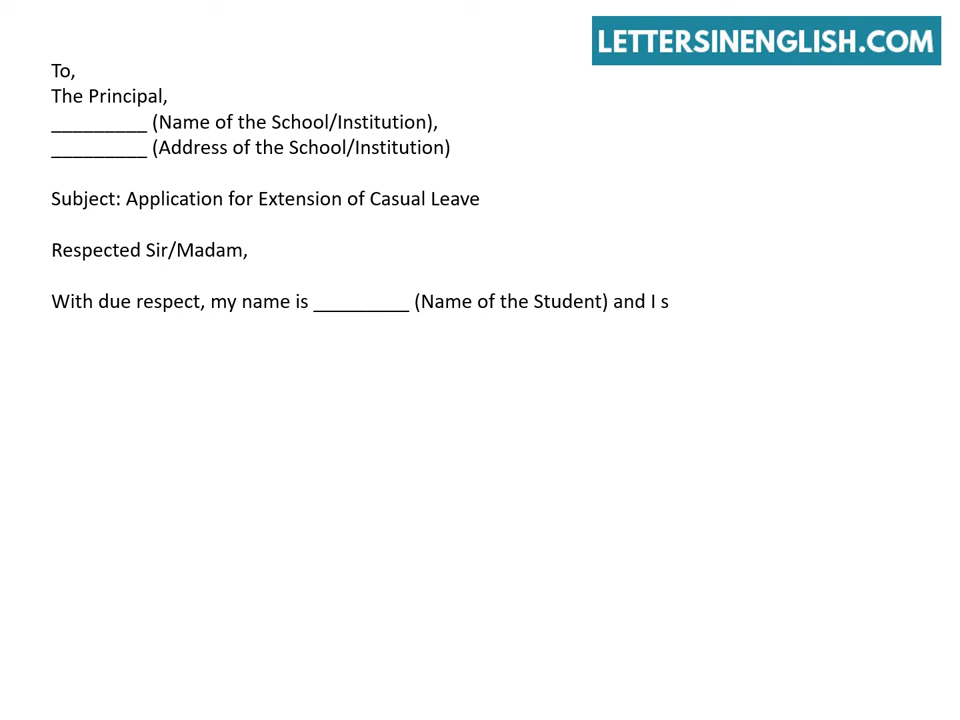 LETTERSINENGLISH.COM
To,
The Principal,
_________ (Name of the School/Institution),
_________ (Address of the School/Institution)
Subject: Application for Extension of Casual Leave
Respected Sir/Madam,
With due respect, my name is _________ (Name of the Student) and I s